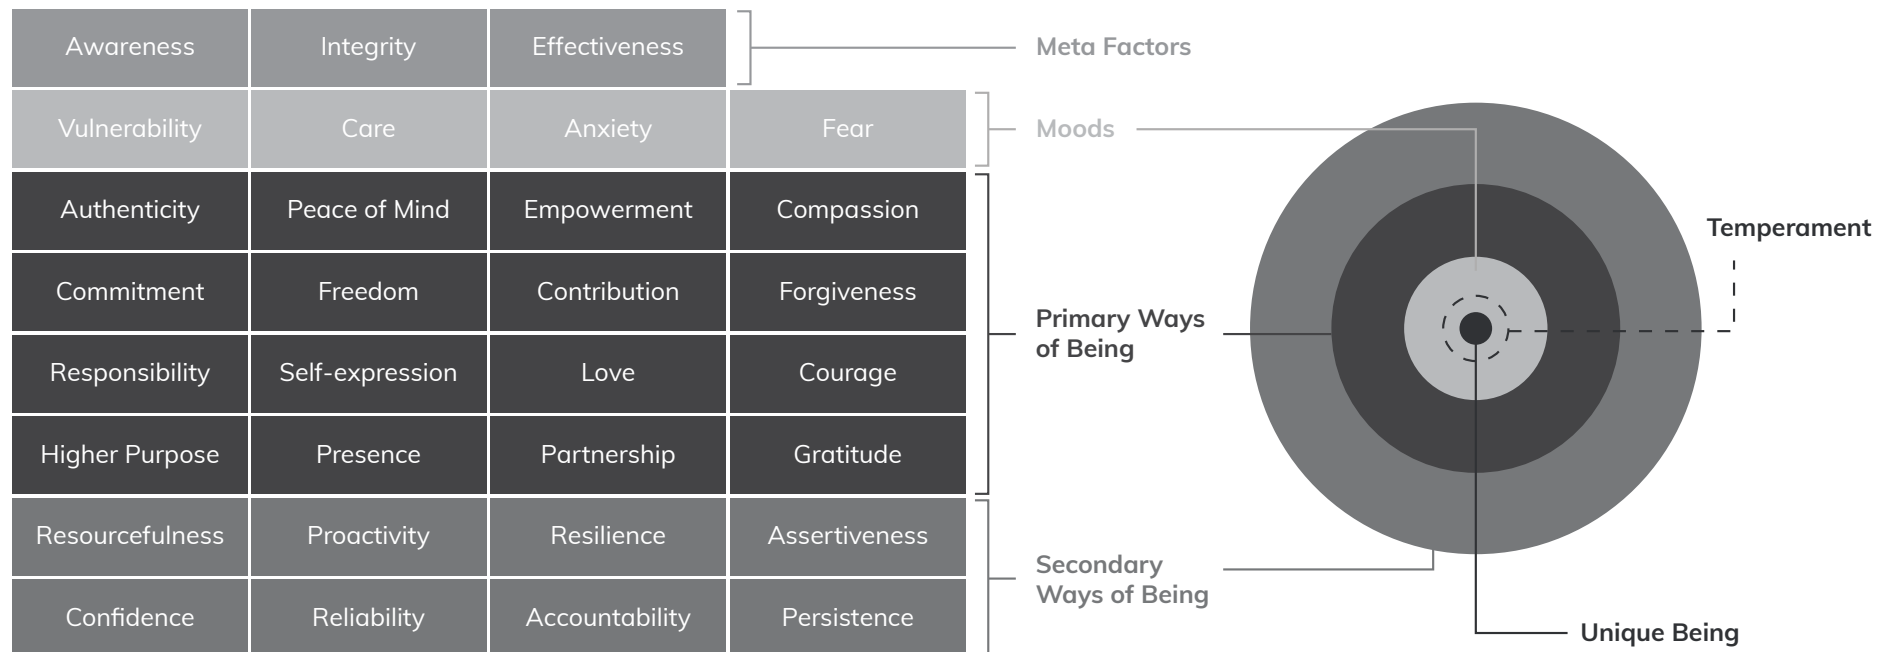 Awareness Integrity Effectiveness
Meta Factors
Vulnerability Care Anxiety Fear
Moods
Authenticity Peace of Mind Empowerment Compassion
Temperament
Commitment Freedom Contribution Forgiveness
Primary Ways
of Being
Responsibility Self-expression Love Courage
Higher Purpose Presence Partnership Gratitude
Resourcefulness Proactivity Resilience Assertiveness
Secondary
Ways of Being
Confidence Reliability Accountability Persistence
Unique Being